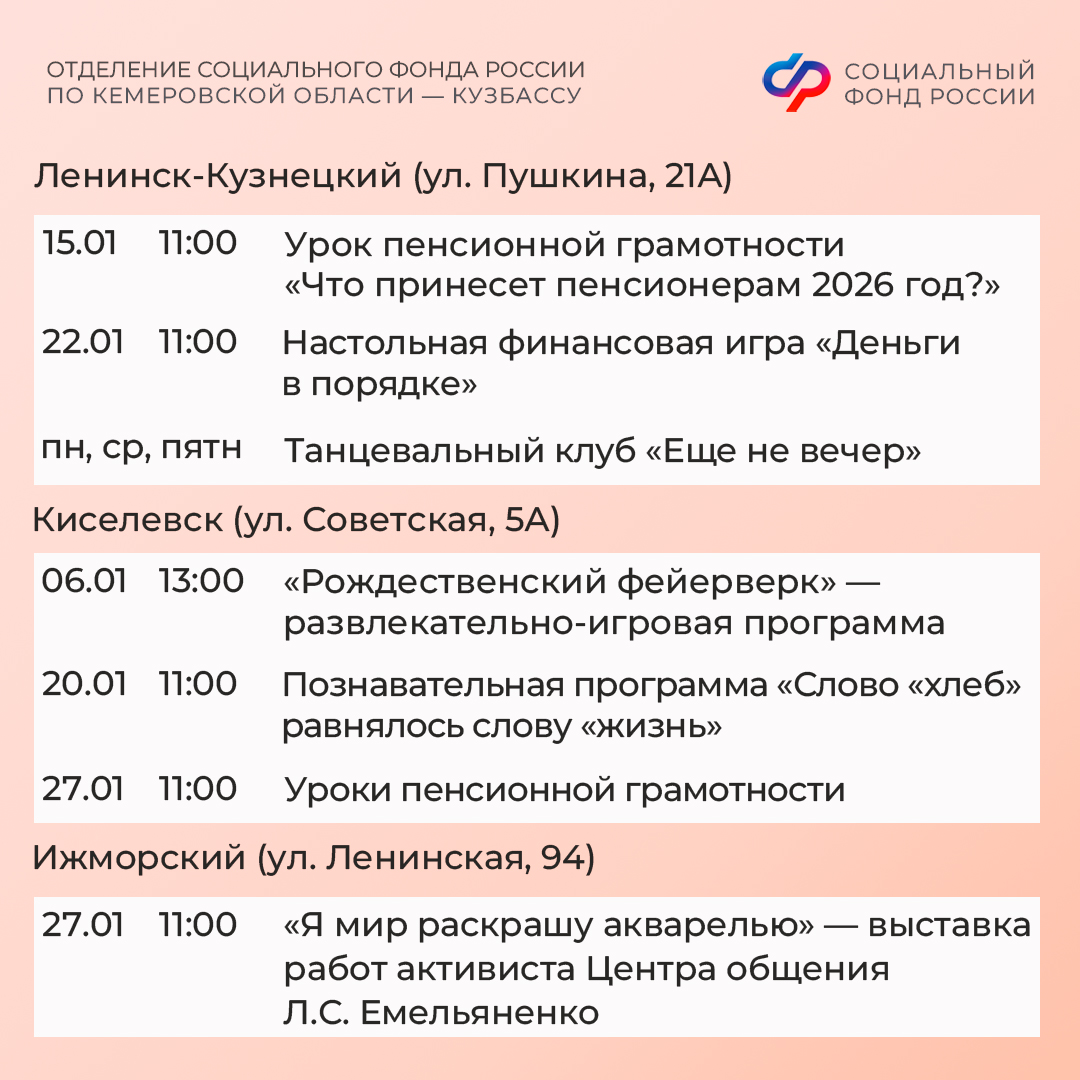 ОТДЕЛЕНИЕ СОЦИАЛЬНОГО ФОНДА РОССИИ
ПО КЕМЕРОВСКОЙ ОБЛАСТИ — КУЗБАССУ
СОЦИАЛЬНЫЙ
ФОНД РОССИИ
Ленинск-Кузнецкий (ул. Пушкина, 21А)
15.01 11:00 Урок пенсионной грамотности
«Что принесет пенсионерам 2026 год?»
22.01 11:00 Настольная финансовая игра «Деньги
в порядке»
пн, ср, пятн Танцевальный клуб «Еще не вечер»
Киселевск (ул. Советская, 5А)
06.01 13:00 «Рождественский фейерверк» —
развлекательно-игровая программа
20.01 11:00 Познавательная программа «Слово «хлеб»
равнялось слову «жизнь»
27.01 11:00 Уроки пенсионной грамотности
Ижморский (ул. Ленинская, 94)
27.01 11:00 «Я мир раскрашу акварелью» — выставка
работ активиста Центра общения
Л.С. Емельяненко